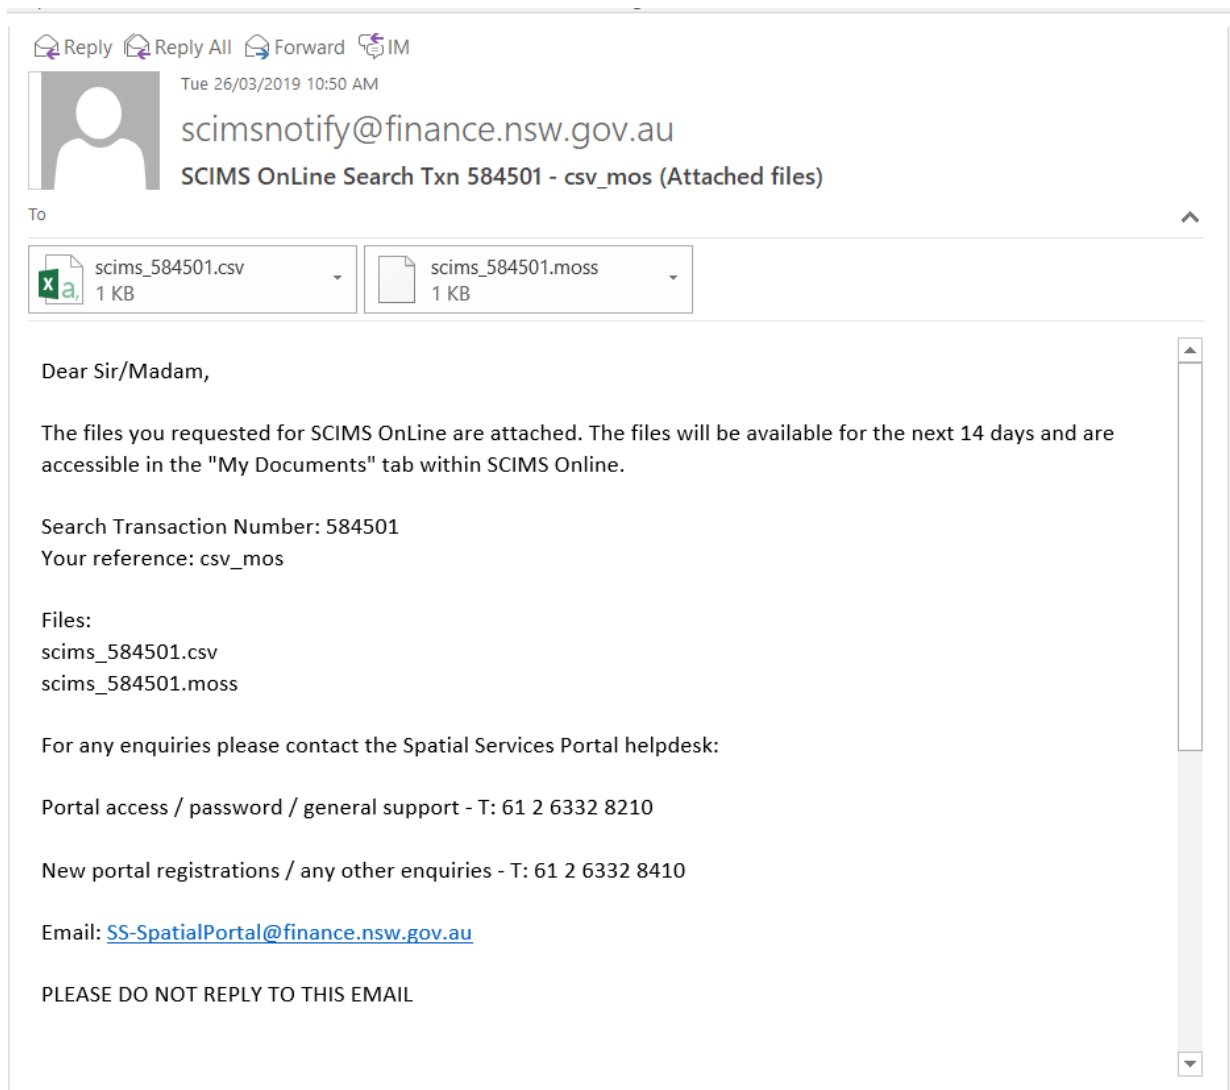 Reply Reply All Forward IM
Tue 26/03/2019 10:50 AM
scimsnotify@finance.nsw.gov.au
SCIMS OnLine Search Txn 584501 - csv_mos (Attached files)
To
scims_584501.csv
1 KB
scims_584501.moss
1 KB
Dear Sir/Madam,
The files you requested for SCIMS OnLine are attached. The files will be available for the next 14 days and are
accessible in the "My Documents" tab within SCIMS Online.
Search Transaction Number: 584501
Your reference: csv_mos
Files:
scims_584501.csv
scims_584501.moss
For any enquiries please contact the Spatial Services Portal helpdesk:
Portal access / password / general support - T: 61 2 6332 8210
New portal registrations / any other enquiries - T: 61 2 6332 8410
Email: SS-SpatialPortal@finance.nsw.gov.au
PLEASE DO NOT REPLY TO THIS EMAIL